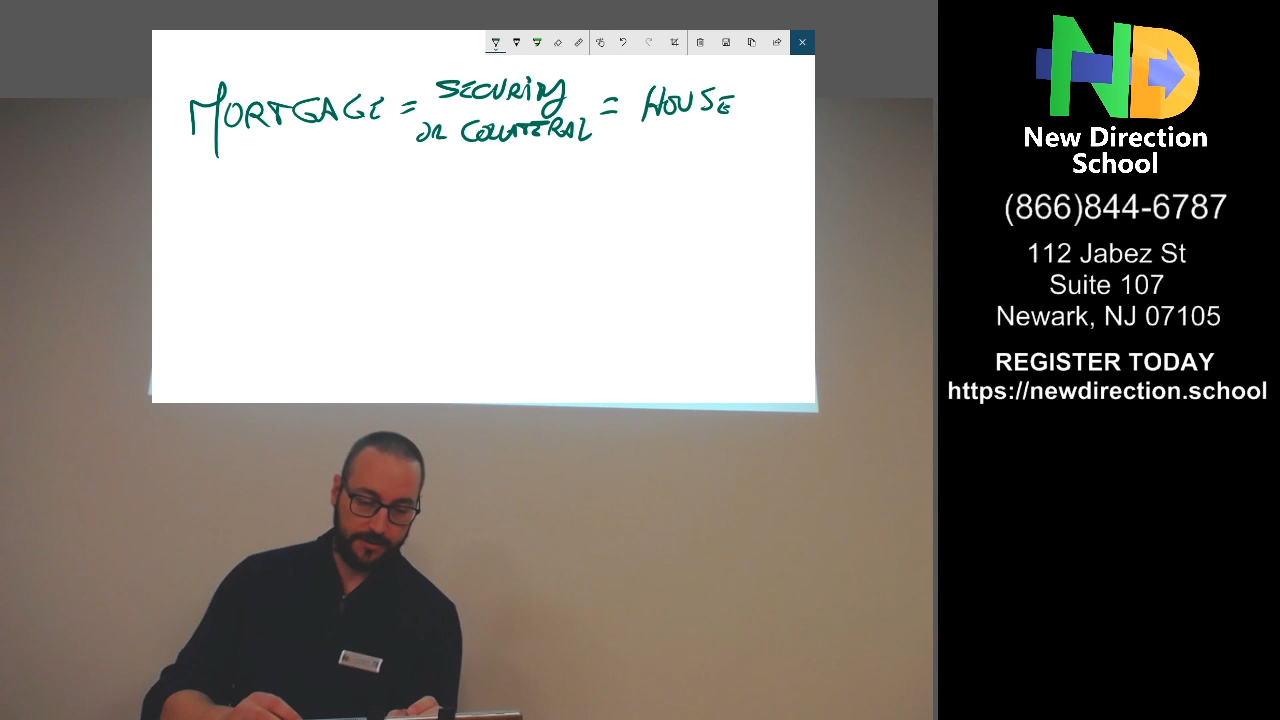 MORTGAGE = SECURITY OR COLLATERAL = HOUSE
ND
New Direction
School
(866)844-6787
112 Jabez St
Suite 107
Newark, NJ 07105
REGISTER TODAY
https://newdirection.school